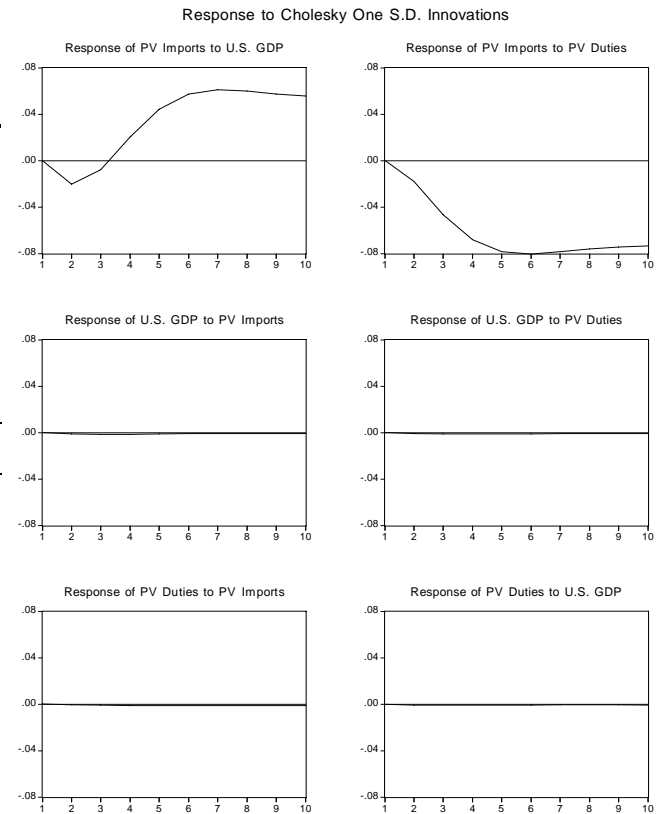 Response to Cholesky One S.D. Innovations
Response of PV Imports to U.S. GDP
.08
.04
.00
-.04
-.08
1 2 3 4 5 6 7 8 9 10
Response of PV Imports to PV Duties
.08
.04
.00
-.04
-.08
1 2 3 4 5 6 7 8 9 10
Response of U.S. GDP to PV Imports
.08
.04
.00
-.04
-.08
1 2 3 4 5 6 7 8 9 10
Response of U.S. GDP to PV Duties
.08
.04
.00
-.04
-.08
1 2 3 4 5 6 7 8 9 10
Response of PV Duties to PV Imports
.08
.04
.00
-.04
-.08
1 2 3 4 5 6 7 8 9 10
Response of PV Duties to U.S. GDP
.08
.04
.00
-.04
-.08
1 2 3 4 5 6 7 8 9 10